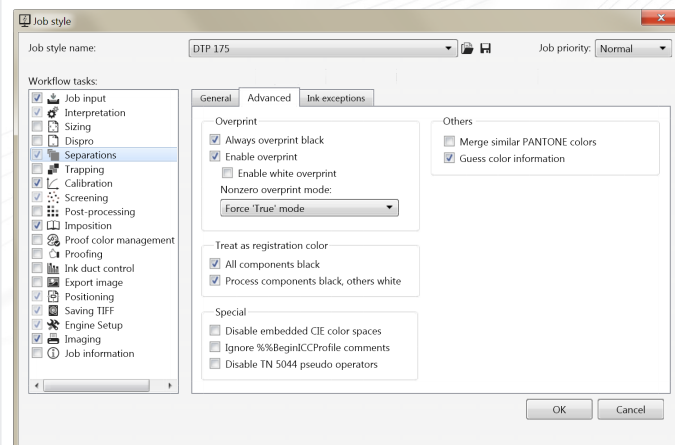 Job style
Job style name:
DTP 175
Job priority:
Normal
Workflow tasks:
Job input
Interpretation
Sizing
Dispro
Separations
Trapping
Calibration
Screening
Post-processing
Imposition
Proof color management
Proofing
Ink duct control
Export image
Positioning
Saving TIFF
Engine Setup
Imaging
Job information
General
Advanced
Ink exceptions
Overprint
Always overprint black
Enable overprint
Enable white overprint
Nonzero overprint mode:
Force 'True' mode
Treat as registration color
All components black
Process components black, others white
Special
Disable embedded CIE color spaces
Ignore %%BeginICCProfile comments
Disable TN 5044 pseudo operators
Others
Merge similar PANTONE colors
Guess color information
OK
Cancel